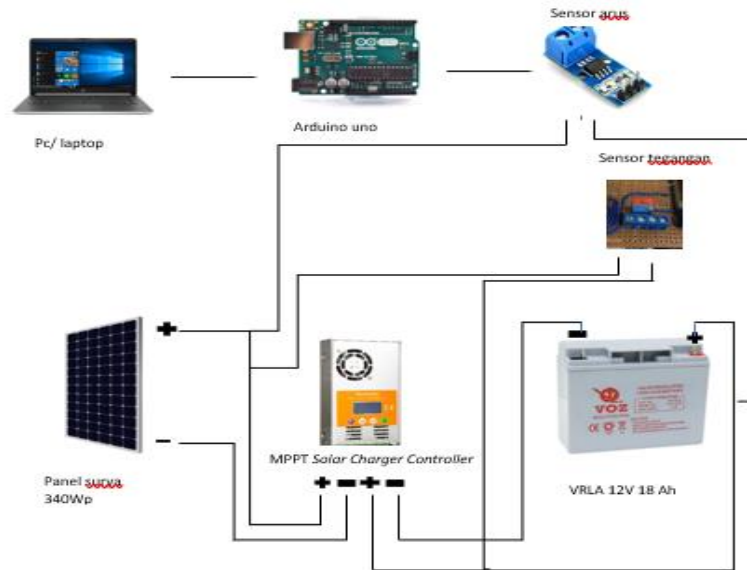 Sensor arus
Arduino uno
Pc/ laptop
Sensor tegangan
MPPT Solar Charger Controller
VOZ
Panel surya
340Wp
VRLA 12V 18 Ah